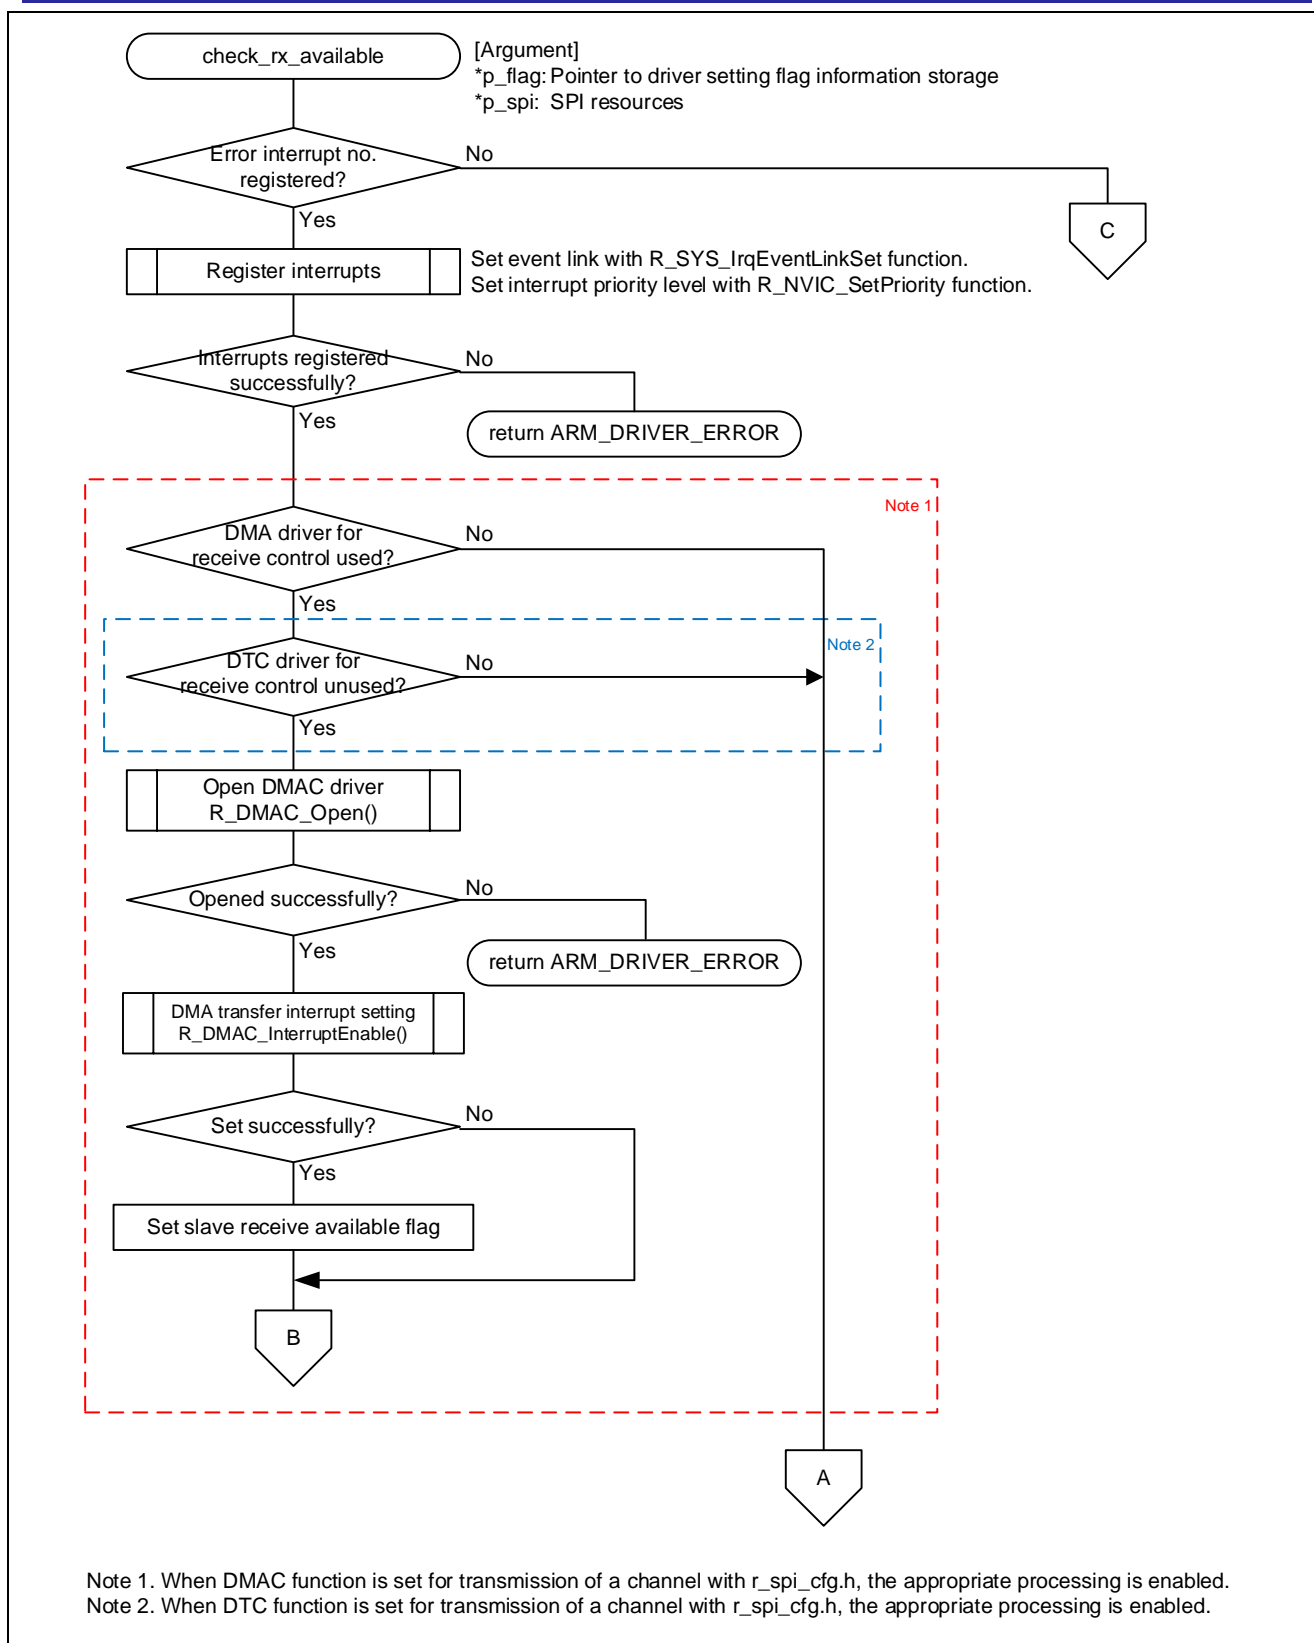 check_rx_available
[Argument]
*p_flag: Pointer to driver setting flag information storage
*p_spi: SPI resources
Error interrupt no.
registered?
No
Yes
C
Register interrupts
Set event link with R_SYS_IrqEventLinkSet function.
Set interrupt priority level with R_NVIC_SetPriority function.
Interrupts registered
successfully?
No
Yes
return ARM_DRIVER_ERROR
Note 1
DMA driver for
receive control used?
No
Yes
Note 2
DTC driver for
receive control unused?
No
Yes
Open DMAC driver
R_DMAC_Open()
Opened successfully?
No
Yes
return ARM_DRIVER_ERROR
DMA transfer interrupt setting
R_DMAC_InterruptEnable()
Set successfully?
No
Yes
Set slave receive available flag
B
A
Note 1. When DMAC function is set for transmission of a channel with r_spi_cfg.h, the appropriate processing is enabled.
Note 2. When DTC function is set for transmission of a channel with r_spi_cfg.h, the appropriate processing is enabled.